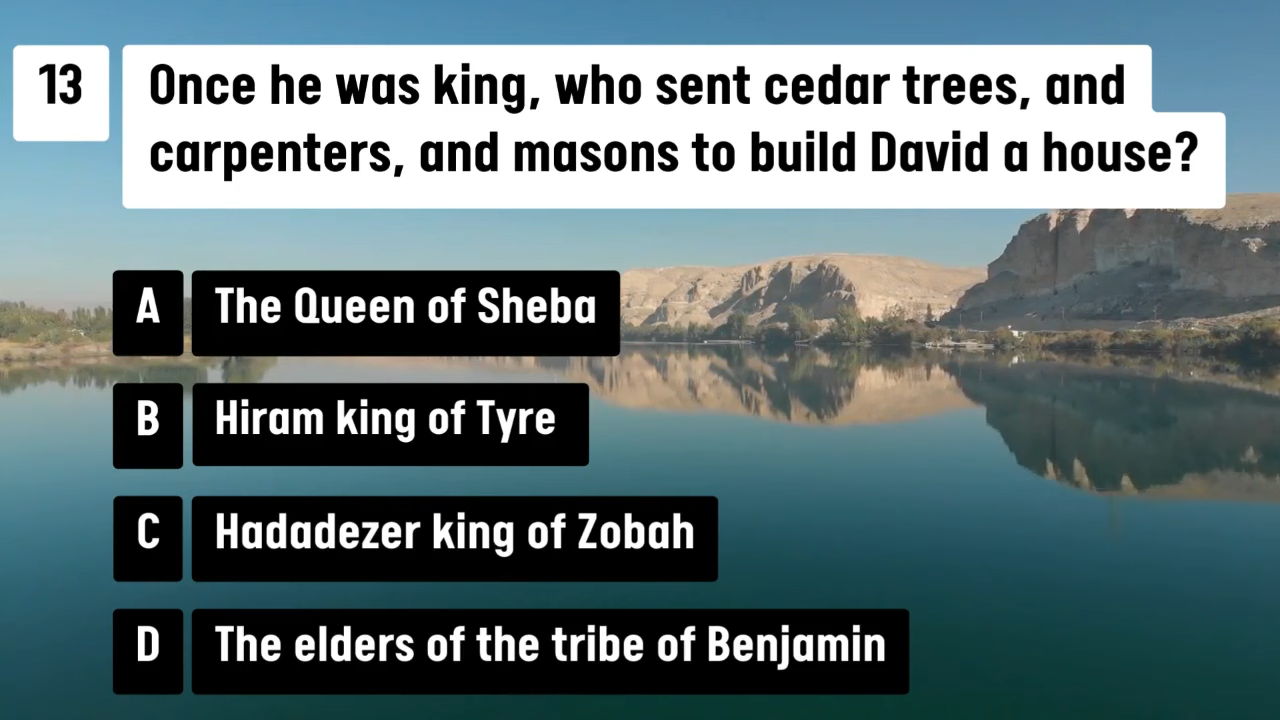 13
Once he was king, who sent cedar trees, and
carpenters, and masons to build David a house?
A
The Queen of Sheba
B
Hiram king of Tyre
C
Hadadezer king of Zobah
D
The elders of the tribe of Benjamin